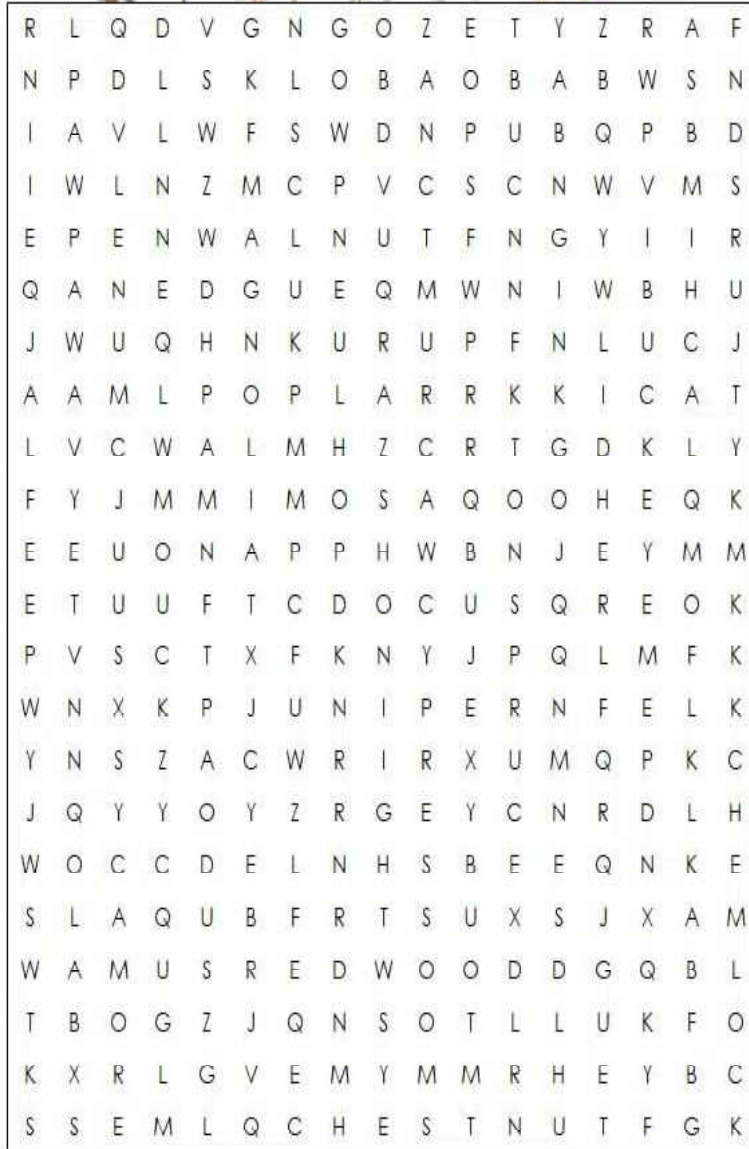 R L Q D V G N G O Z E T Y Z R A F
N P D L S K L O B A O B A B W S N
I A V L W F S W D N P U B Q P B D
I W L N Z M C P V C S C N W V M S
E P E N W A L N U T F N G Y I I R
Q A N E D G U E Q M W N I W B H U
J W U Q H N K U R U P F N L U C J
A A M L P O P L A R R K K I C A T
L V C W A L M H Z C R T G D K L Y
F Y J M M I M O S A Q O O H E Q K
E E U O N A P P H W B N J E Y M M
E T U U F T C D O C U S Q R E O K
P V S C T X F K N Y J P Q L M F K
W N X K P J U N I P E R N F E L K
Y N S Z A C W R I R X U M Q P K C
J Q Y Y O Y Z R G E Y C N R D L H
W O C C D E L N H S B E E Q N K E
S L A Q U B F R T S U X S J X A M
W A M U S R E D W O O D D G Q B L
T B O G Z J Q N S O T L L U K F O
K X R L G V E M Y M M R H E Y B C
S S E M L Q C H E S T N U T F G K